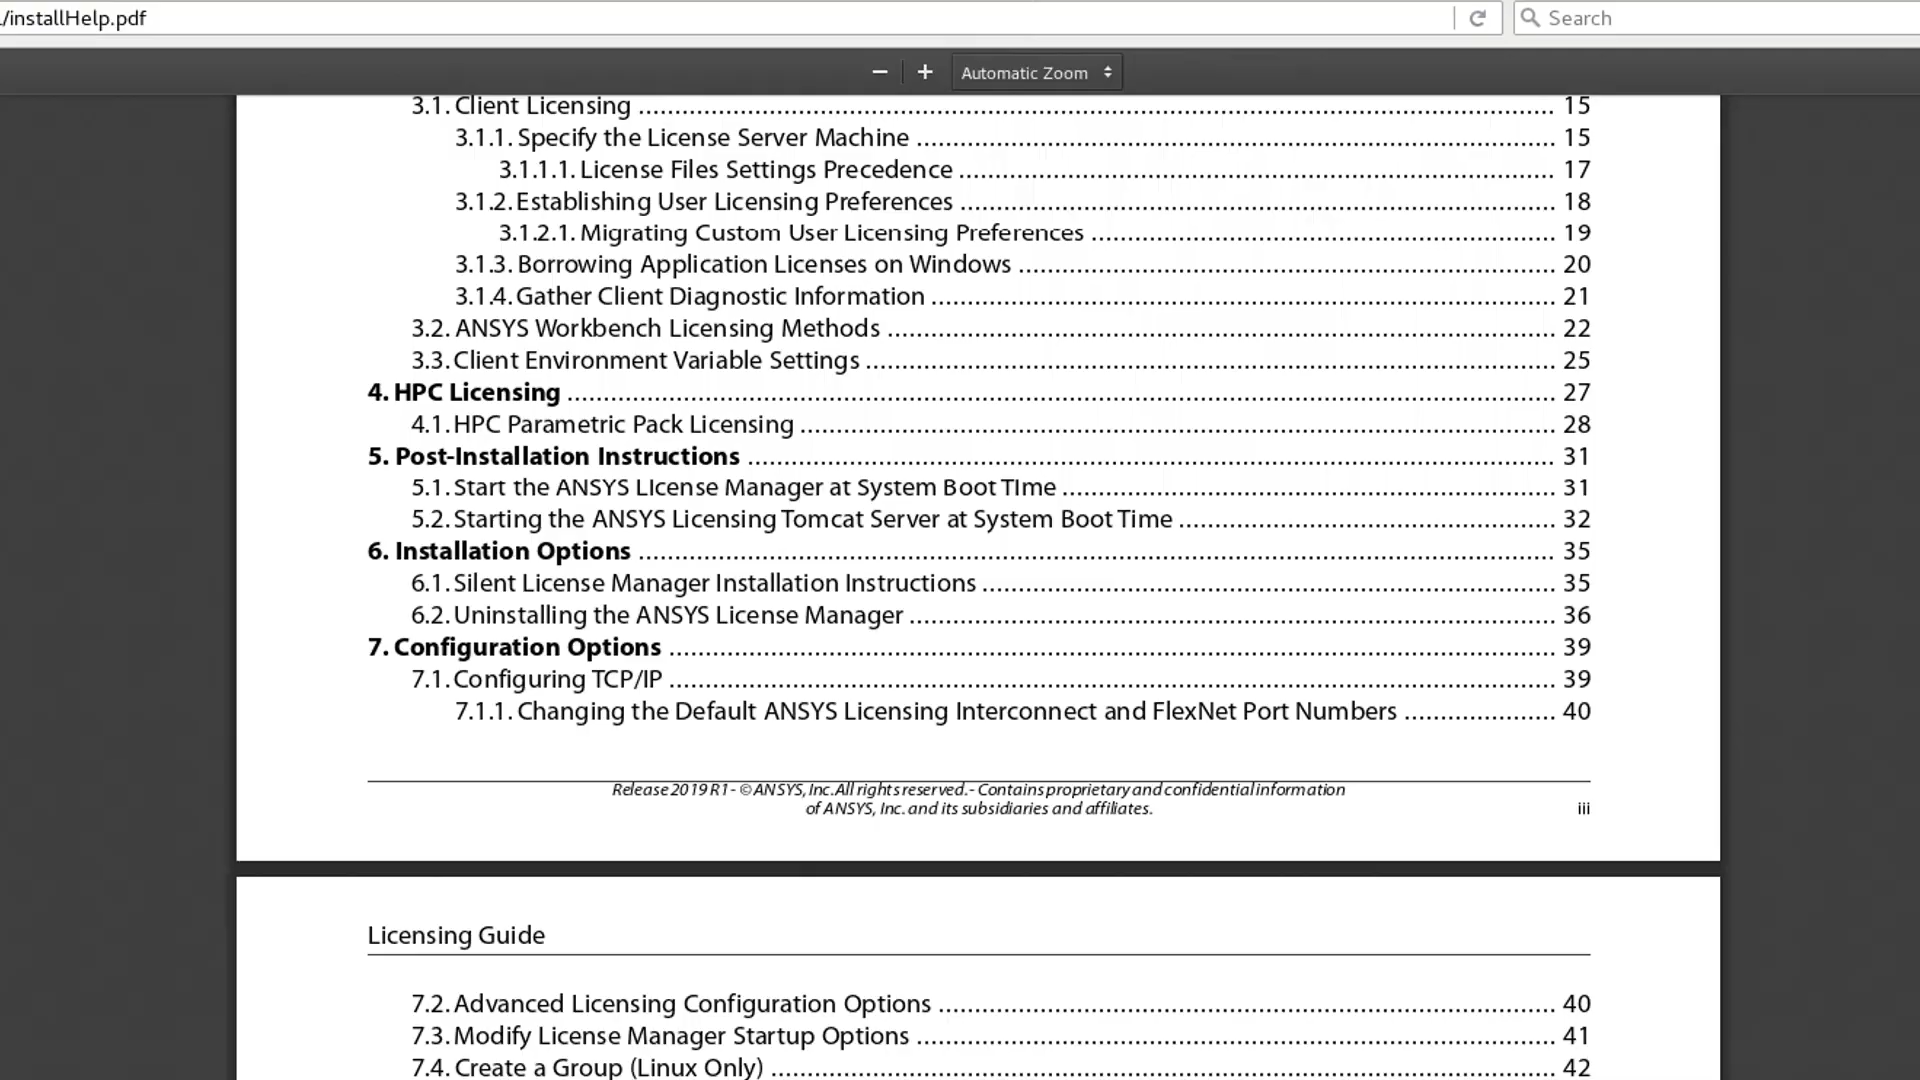 ./installHelp.pdf
Search
Automatic Zoom
3.1. Client Licensing ........ 15
3.1.1. Specify the License Server Machine ........ 15
3.1.1.1. License Files Settings Precedence ........ 17
3.1.2. Establishing User Licensing Preferences ........ 18
3.1.2.1. Migrating Custom User Licensing Preferences ........ 19
3.1.3. Borrowing Application Licenses on Windows ........ 20
3.1.4. Gather Client Diagnostic Information ........ 21
3.2. ANSYS Workbench Licensing Methods ........ 22
3.3. Client Environment Variable Settings ........ 25
4. HPC Licensing ........ 27
4.1. HPC Parametric Pack Licensing ........ 28
5. Post-Installation Instructions ........ 31
5.1. Start the ANSYS LIcense Manager at System Boot TIme ........ 31
5.2. Starting the ANSYS Licensing Tomcat Server at System Boot Time ........ 32
6. Installation Options ........ 35
6.1. Silent License Manager Installation Instructions ........ 35
6.2. Uninstalling the ANSYS License Manager ........ 36
7. Configuration Options ........ 39
7.1. Configuring TCP/IP ........ 39
7.1.1. Changing the Default ANSYS Licensing Interconnect and FlexNet Port Numbers ........ 40
Release 2019 R1 - © ANSYS, Inc. All rights reserved. - Contains proprietary and confidential information
of ANSYS, Inc. and its subsidiaries and affiliates.
iii
Licensing Guide
7.2. Advanced Licensing Configuration Options ........ 40
7.3. Modify License Manager Startup Options ........ 41
7.4. Create a Group (Linux Only) ........ 42